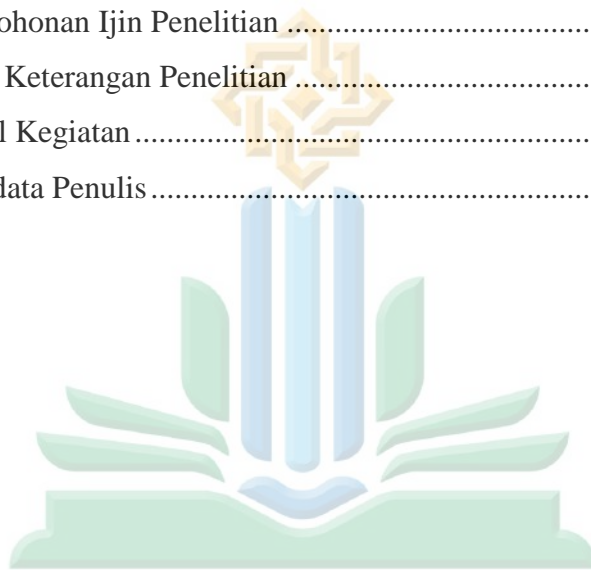 ohonan Ijin Penelitian ....................................
Keterangan Penelitian ...................................
l Kegiatan ......................................................
data Penulis ....................................................